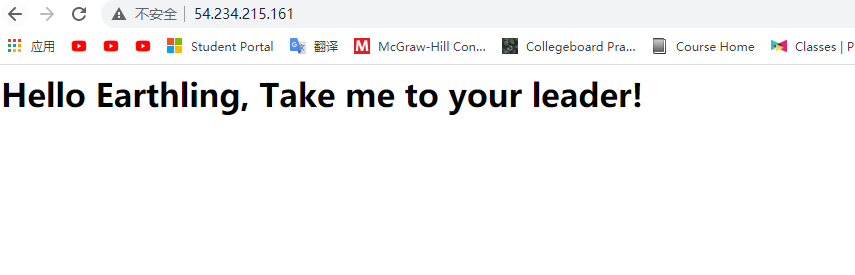 不安全 54.234.215.161
应用 Student Portal 翻译 McGraw-Hill Con... Collegeboard Pra... Course Home Classes | P
Hello Earthling, Take me to your leader!